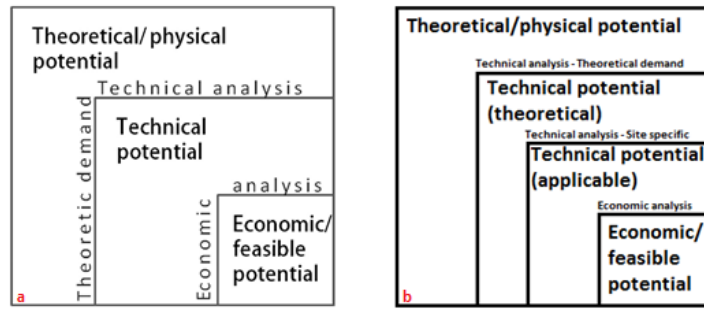 Theoretical/ physical
potential
Technical analysis
Theoretic demand
Technical
potential
analysis
Economic
Economic/
feasible
potential
a
Theoretical/physical potential
Technical analysis - Theoretical demand
Technical potential
(theoretical)
Technical analysis - Site specific
Technical potential
(applicable)
Economic analysis
Economic/
feasible
potential
b